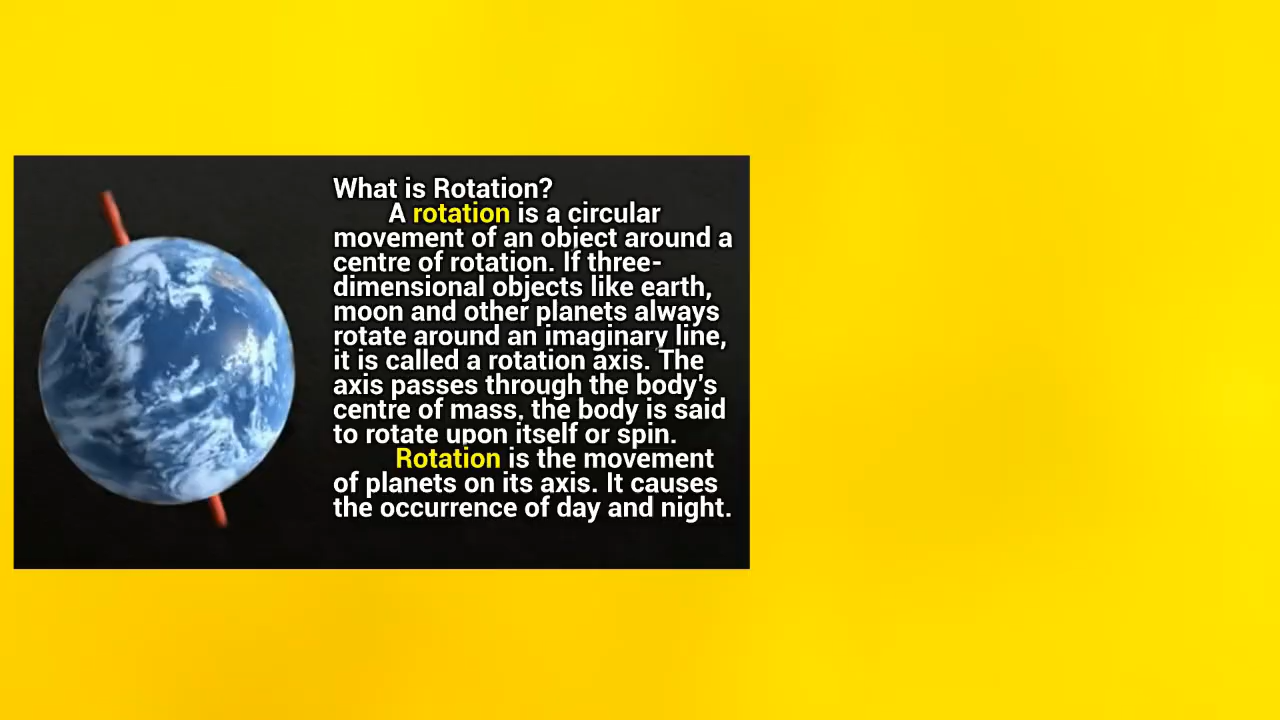 What is Rotation?
A rotation is a circular
movement of an object around a
centre of rotation. If three-
dimensional objects like earth,
moon and other planets always
rotate around an imaginary line,
it is called a rotation axis. The
axis passes through the body's
centre of mass, the body is said
to rotate upon itself or spin.
Rotation is the movement
of planets on its axis. It causes
the occurrence of day and night.